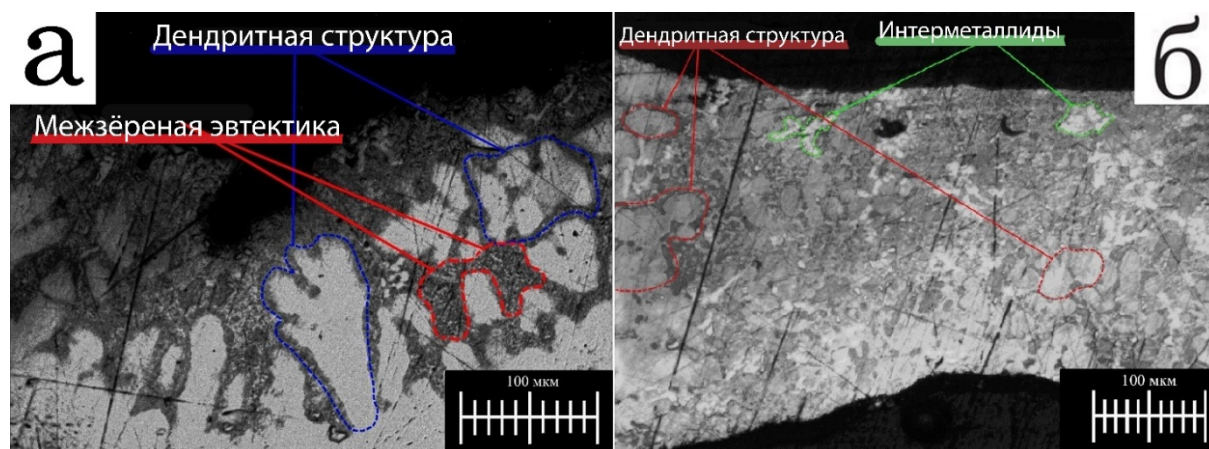 а
Дендритная структура
Межзёреная эвтектика
100 мкм
б
Дендритная структура
Интерметаллиды
100 мкм